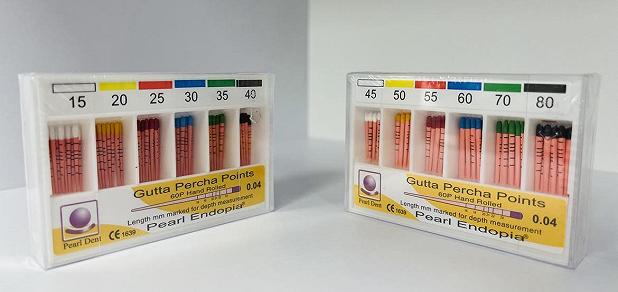 15 20 25 30 35 40
Gutta Percha Points
60P Hand Rolled
0.04
Length mm marked for depth measurement
Pearl Dent
CE 1639
Pearl Endopia
45 50 55 60 70 80
Gutta Percha Points
60P Hand Rolled
0.04
Length mm marked for depth measurement
Pearl Dent
CE 1639
Pearl Endopia®